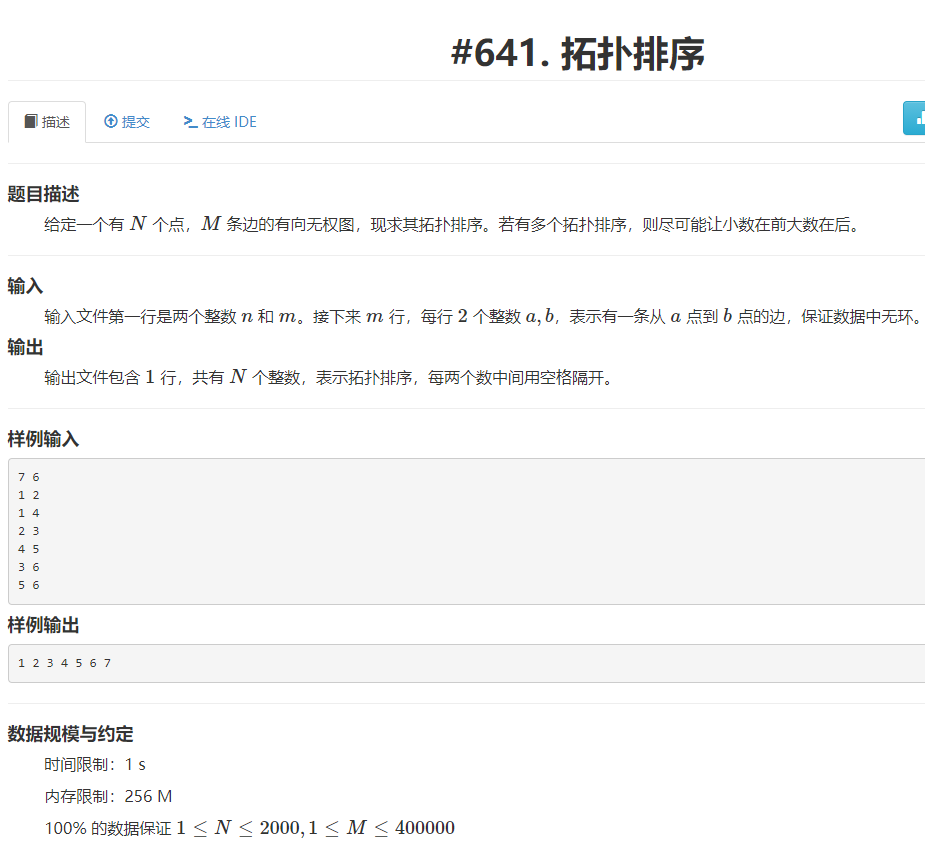 #641. 拓扑排序
描述 提交 在线 IDE
题目描述
给定一个有 N 个点，M 条边的有向无权图，现求其拓扑排序。若有多个拓扑排序，则尽可能让小数在前大数在后。
输入
输入文件第一行是两个整数 n 和 m。接下来 m 行，每行 2 个整数 a, b，表示有一条从 a 点到 b 点的边，保证数据中无环。
输出
输出文件包含 1 行，共有 N 个整数，表示拓扑排序，每两个数中间用空格隔开。
样例输入
7 6
1 2
1 4
2 3
4 5
3 6
5 6
样例输出
1 2 3 4 5 6 7
数据规模与约定
时间限制：1 s
内存限制：256 M
100% 的数据保证 1 ≤ N ≤ 2000, 1 ≤ M ≤ 400000